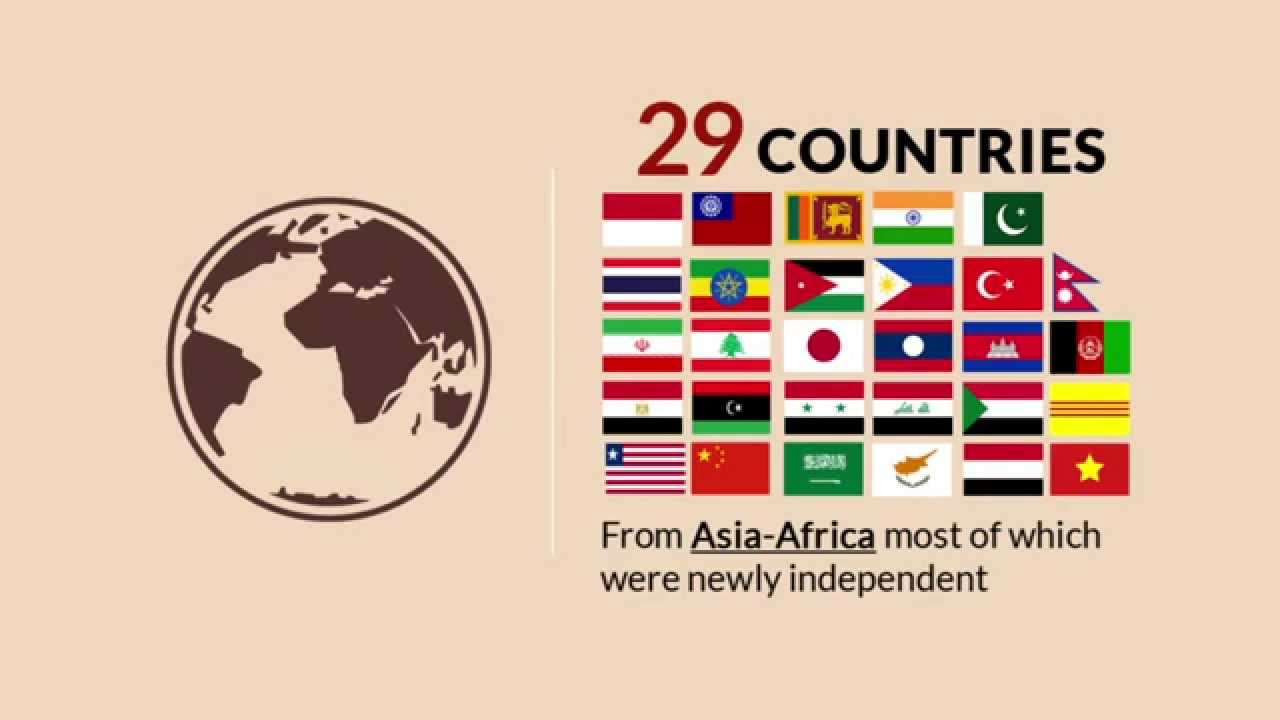 29 COUNTRIES
From Asia-Africa most of which
were newly independent